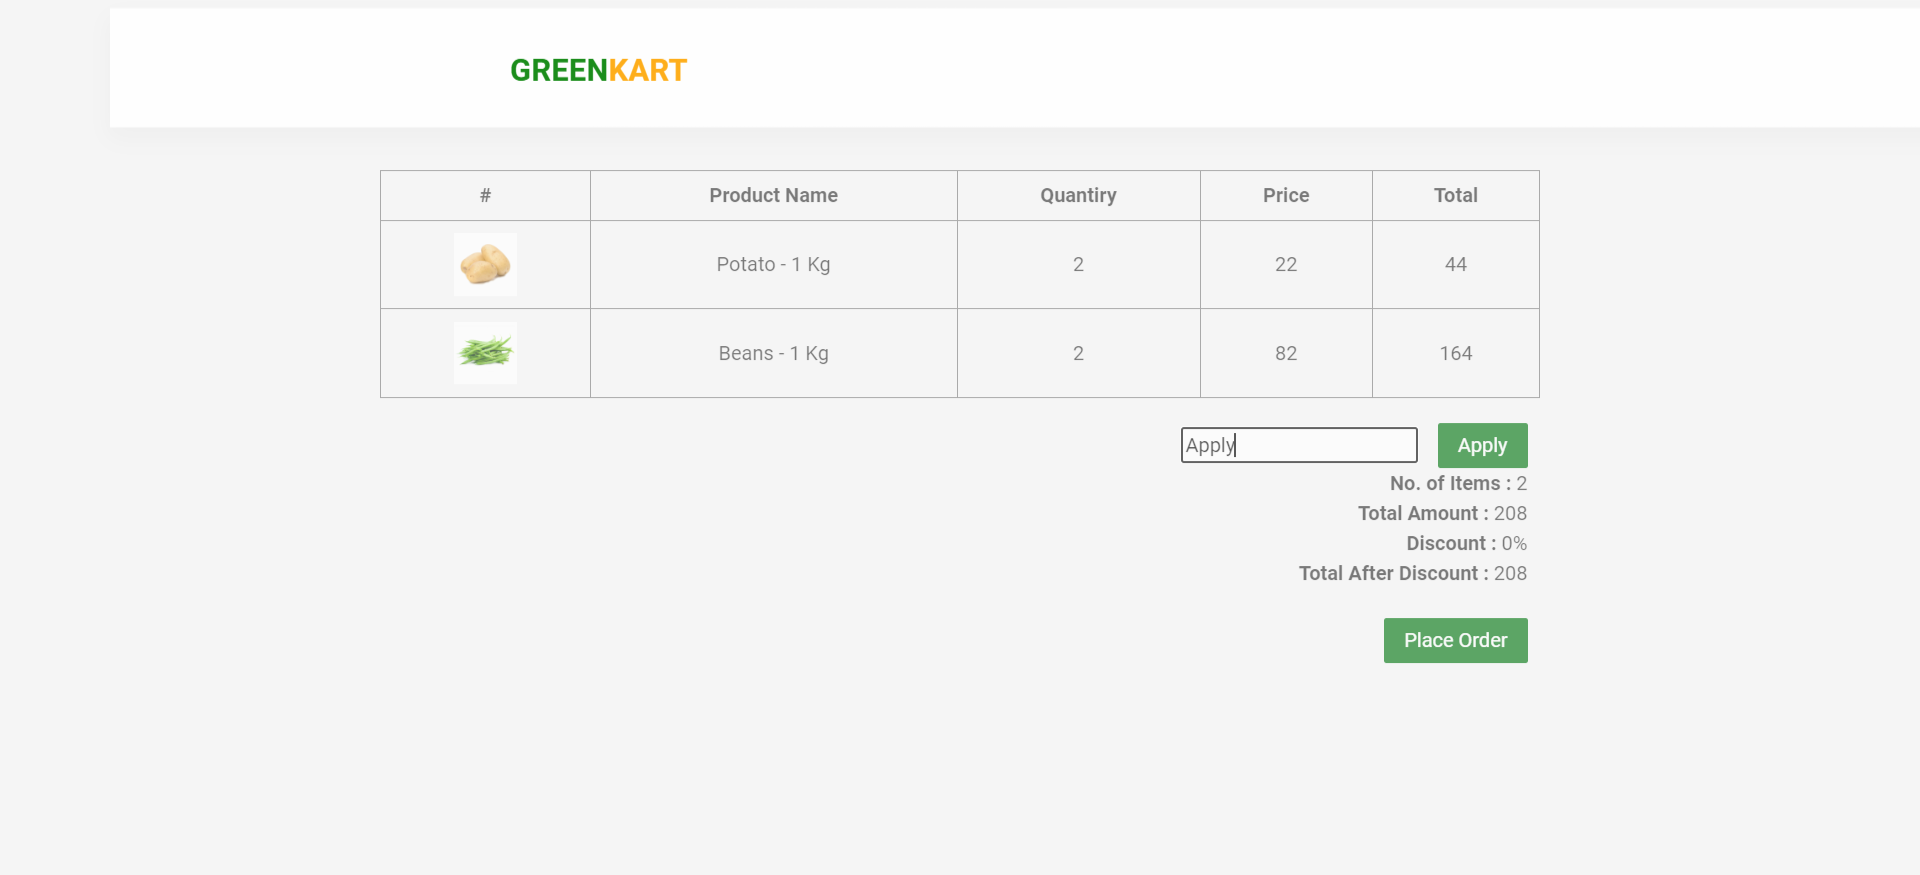 GREENKART
# Product Name Quantiry Price Total
Potato - 1 Kg 2 22 44
Beans - 1 Kg 2 82 164
Apply Apply
No. of Items : 2
Total Amount : 208
Discount : 0%
Total After Discount : 208
Place Order